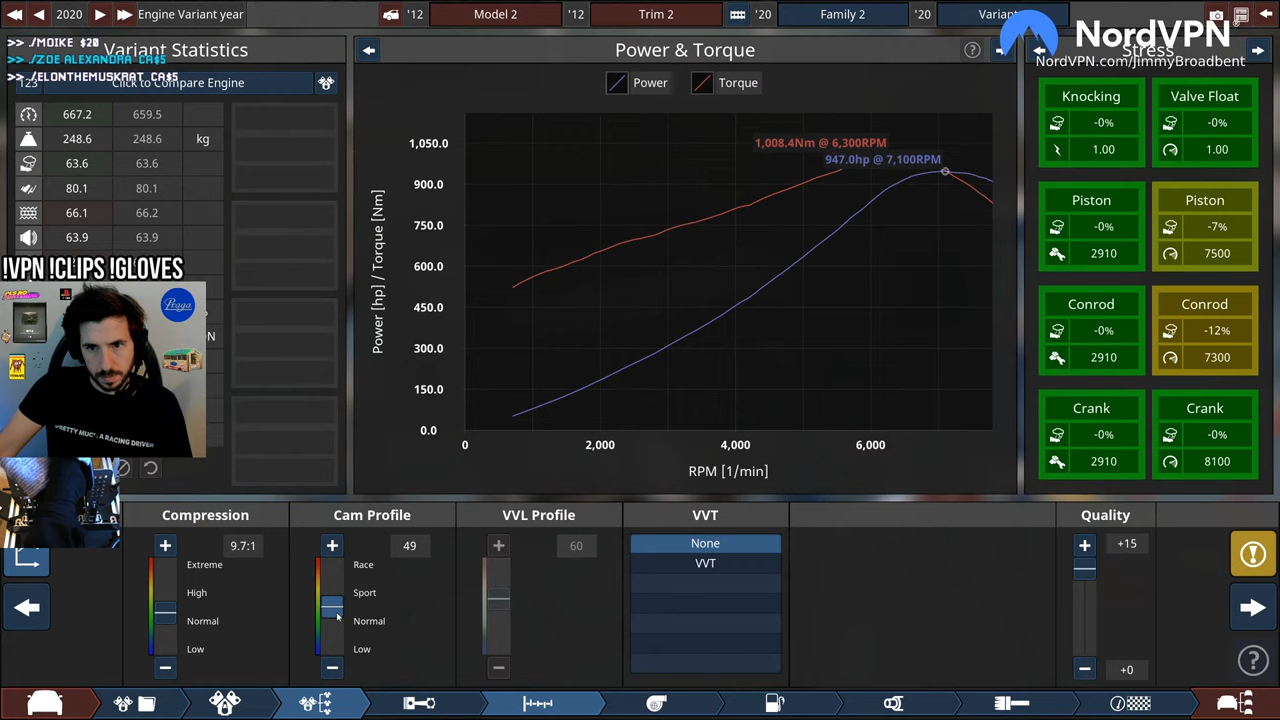 2020
Engine Variant year
'12
Model 2
'12
Trim 2
'20
Family 2
'20
Variant
>> ./MOIKE $20
>> ./ZOE ALEXANDRA CA$5
>> ./ELONTHEMUSKRAT CA$5
Variant Statistics
123
Click to Compare Engine
667.2 659.5
248.6 248.6 kg
63.6 63.6
80.1 80.1
66.1 66.2
63.9 63.9
!VPN !CLIPS !GLOVES
Praga
PRETTY MUCH A RACING DRIVER
Power & Torque
?
Power
Torque
1,008.4Nm @ 6,300RPM
947.0hp @ 7,100RPM
Power [hp] / Torque [Nm]
1,050.0
900.0
750.0
600.0
450.0
300.0
150.0
0.0
0 2,000 4,000 6,000
RPM [1/min]
NordVPN
Stress
NordVPN.com/JimmyBroadbent
Knocking
-0%
1.00
Valve Float
-0%
1.00
Piston
-0%
2910
Piston
-7%
7500
Conrod
-0%
2910
Conrod
-12%
7300
Crank
-0%
2910
Crank
-0%
8100
Compression
+ 9.7:1
Extreme
High
Normal
Low
−
Cam Profile
+ 49
Race
Sport
Normal
Low
−
VVL Profile
+ 60
−
VVT
None
VVT
Quality
+ +15
− +0
?